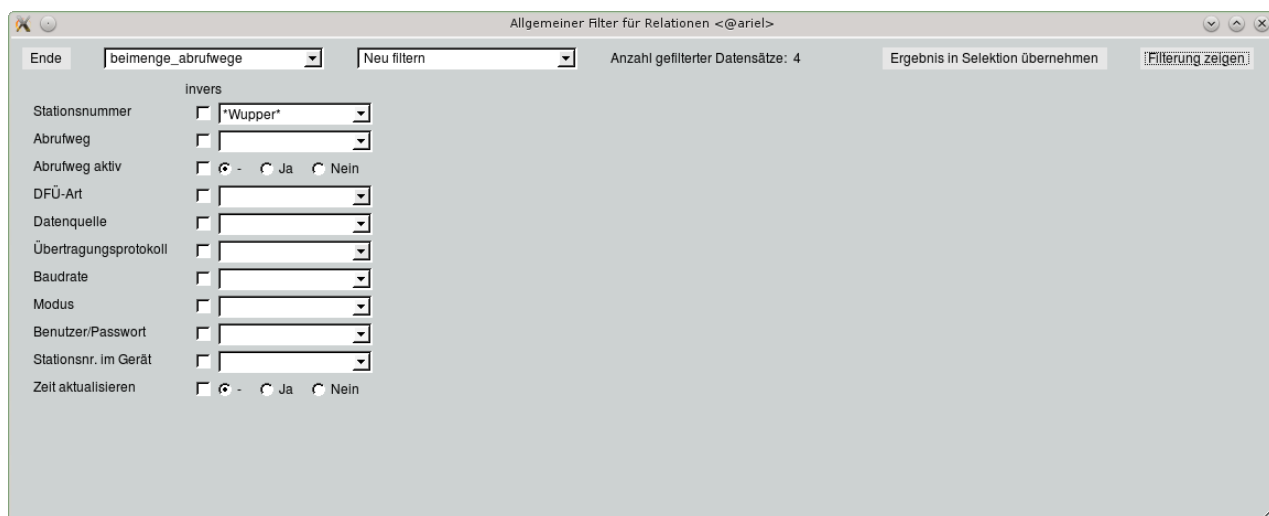 Allgemeiner Filter für Relationen <@ariel>
Ende beimenge_abrufwege Neu filtern Anzahl gefilterter Datensätze: 4 Ergebnis in Selektion übernehmen Filterung zeigen
invers
Stationsnummer *Wupper*
Abrufweg
Abrufweg aktiv - Ja Nein
DFÜ-Art
Datenquelle
Übertragungsprotokoll
Baudrate
Modus
Benutzer/Passwort
Stationsnr. im Gerät
Zeit aktualisieren - Ja Nein